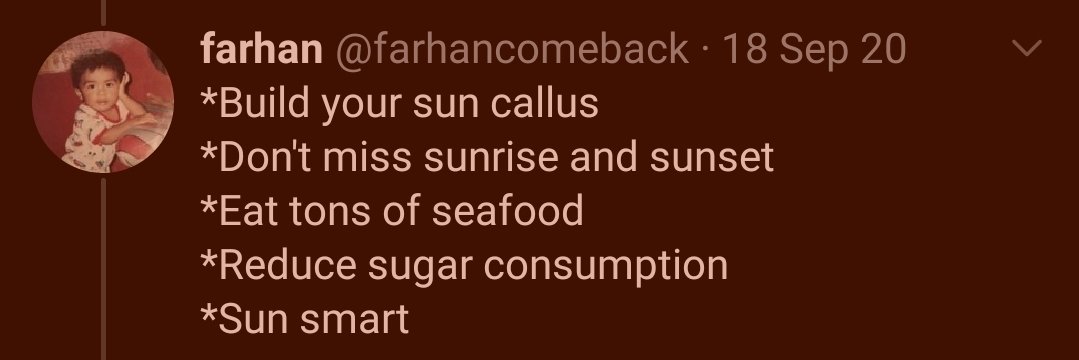 farhan @farhancomeback · 18 Sep 20
*Build your sun callus
*Don't miss sunrise and sunset
*Eat tons of seafood
*Reduce sugar consumption
*Sun smart